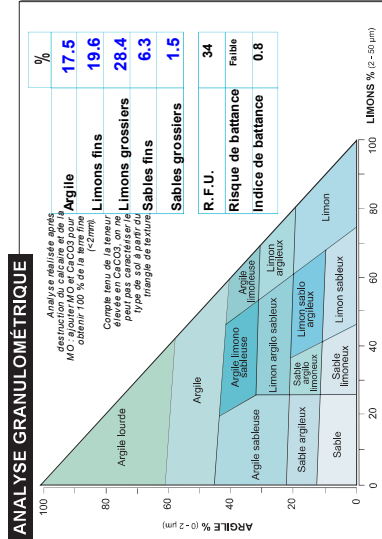 ANALYSE GRANULOMÉTRIQUE
Analyse réalisée après
destruction du calcaire et de la
MO : ajouter MO et CaCO3 pour
obtenir 100 % de la terre fine
(<2mm).
Compte tenu de la teneur
élevée en CaCO3, on ne
peut pas caractériser le
type de sol à partir du
triangle de texture.
%
Argile 17.5
Limons fins 19.6
Limons grossiers 28.4
Sables fins 6.3
Sables grossiers 1.5
R.F.U. 34
Risque de battance Faible
Indice de battance 0.8
ARGILE % (0 - 2 µm)
100
80
60
40
20
0
Argile lourde
Argile
Argile sableuse
Argile limono
sableuse
Argile
limoneuse
Limon argilo sableux
Limon
argileux
Sable argileux
Sable
argilo
limoneux
Limon sablo
argileux
Limon
Sable
Sable
limoneux
Limon sableux
0
20
40
60
80
100
LIMONS % (2 - 50 µm)